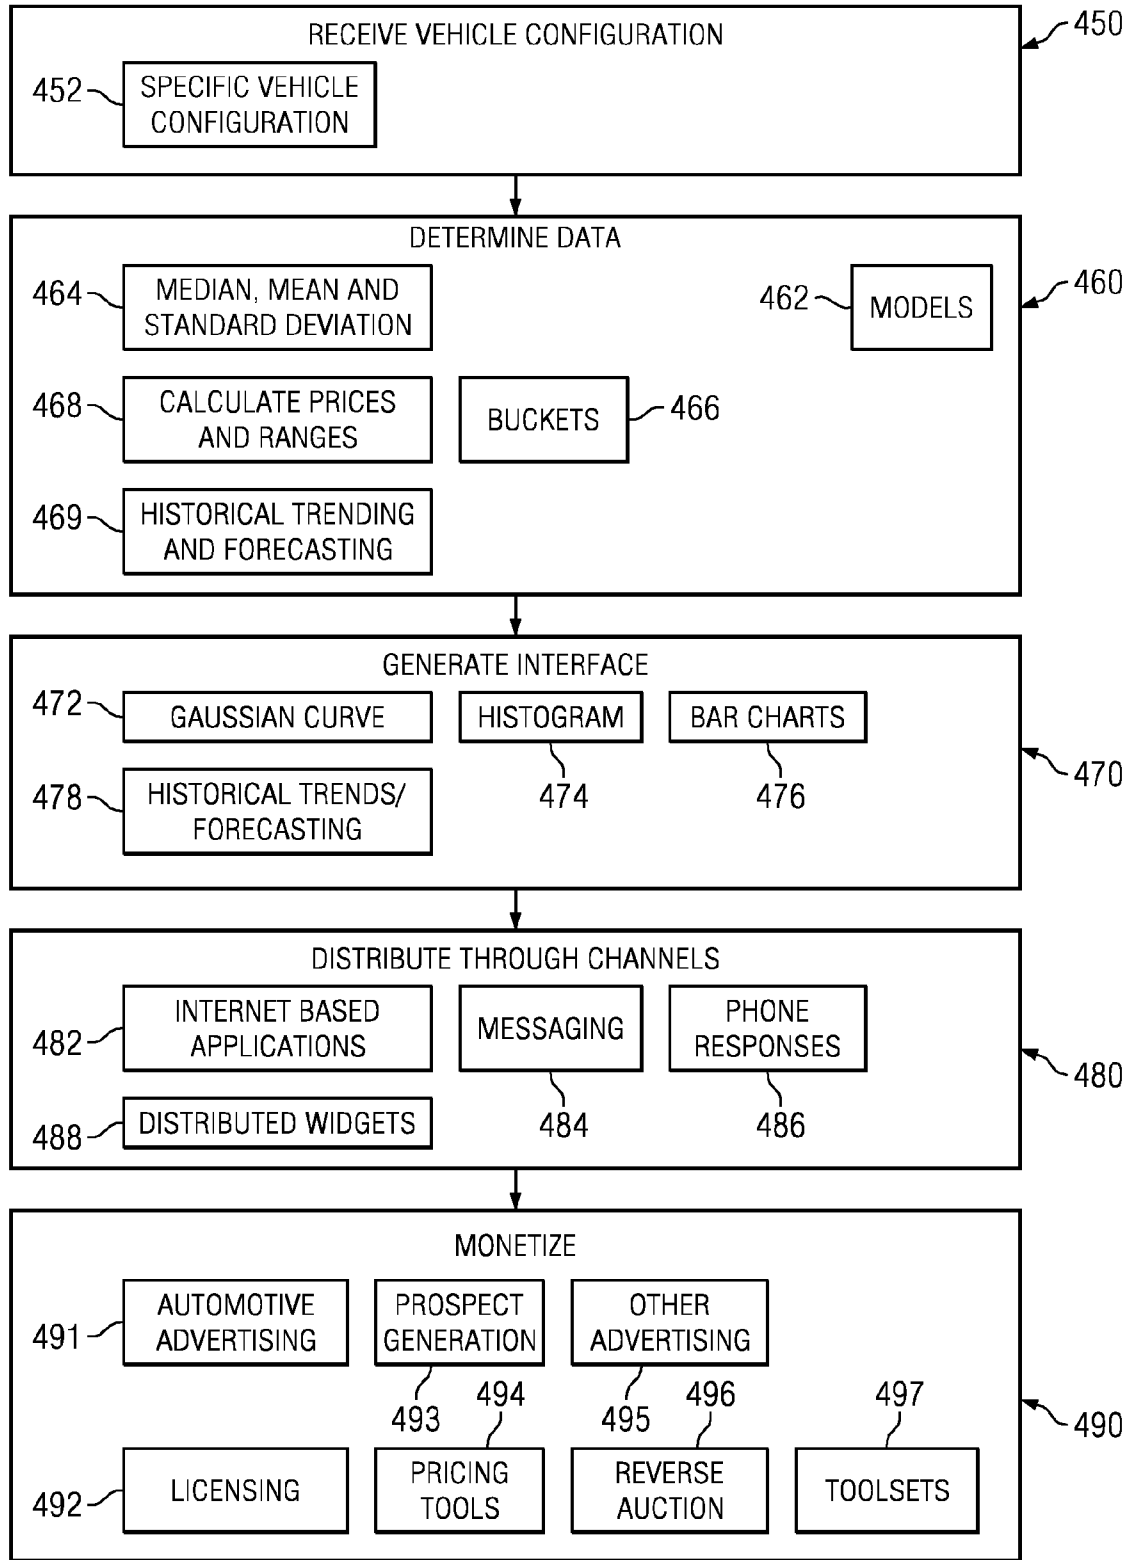 RECEIVE VEHICLE CONFIGURATION
450
452
SPECIFIC VEHICLE
CONFIGURATION
DETERMINE DATA
464
MEDIAN, MEAN AND
STANDARD DEVIATION
462
MODELS
460
468
CALCULATE PRICES
AND RANGES
BUCKETS
466
469
HISTORICAL TRENDING
AND FORECASTING
GENERATE INTERFACE
472
GAUSSIAN CURVE
HISTOGRAM
BAR CHARTS
474
476
470
478
HISTORICAL TRENDS/
FORECASTING
DISTRIBUTE THROUGH CHANNELS
482
INTERNET BASED
APPLICATIONS
MESSAGING
PHONE
RESPONSES
480
484
486
488
DISTRIBUTED WIDGETS
MONETIZE
491
AUTOMOTIVE
ADVERTISING
PROSPECT
GENERATION
OTHER
ADVERTISING
493
494
495
496
497
490
492
LICENSING
PRICING
TOOLS
REVERSE
AUCTION
TOOLSETS